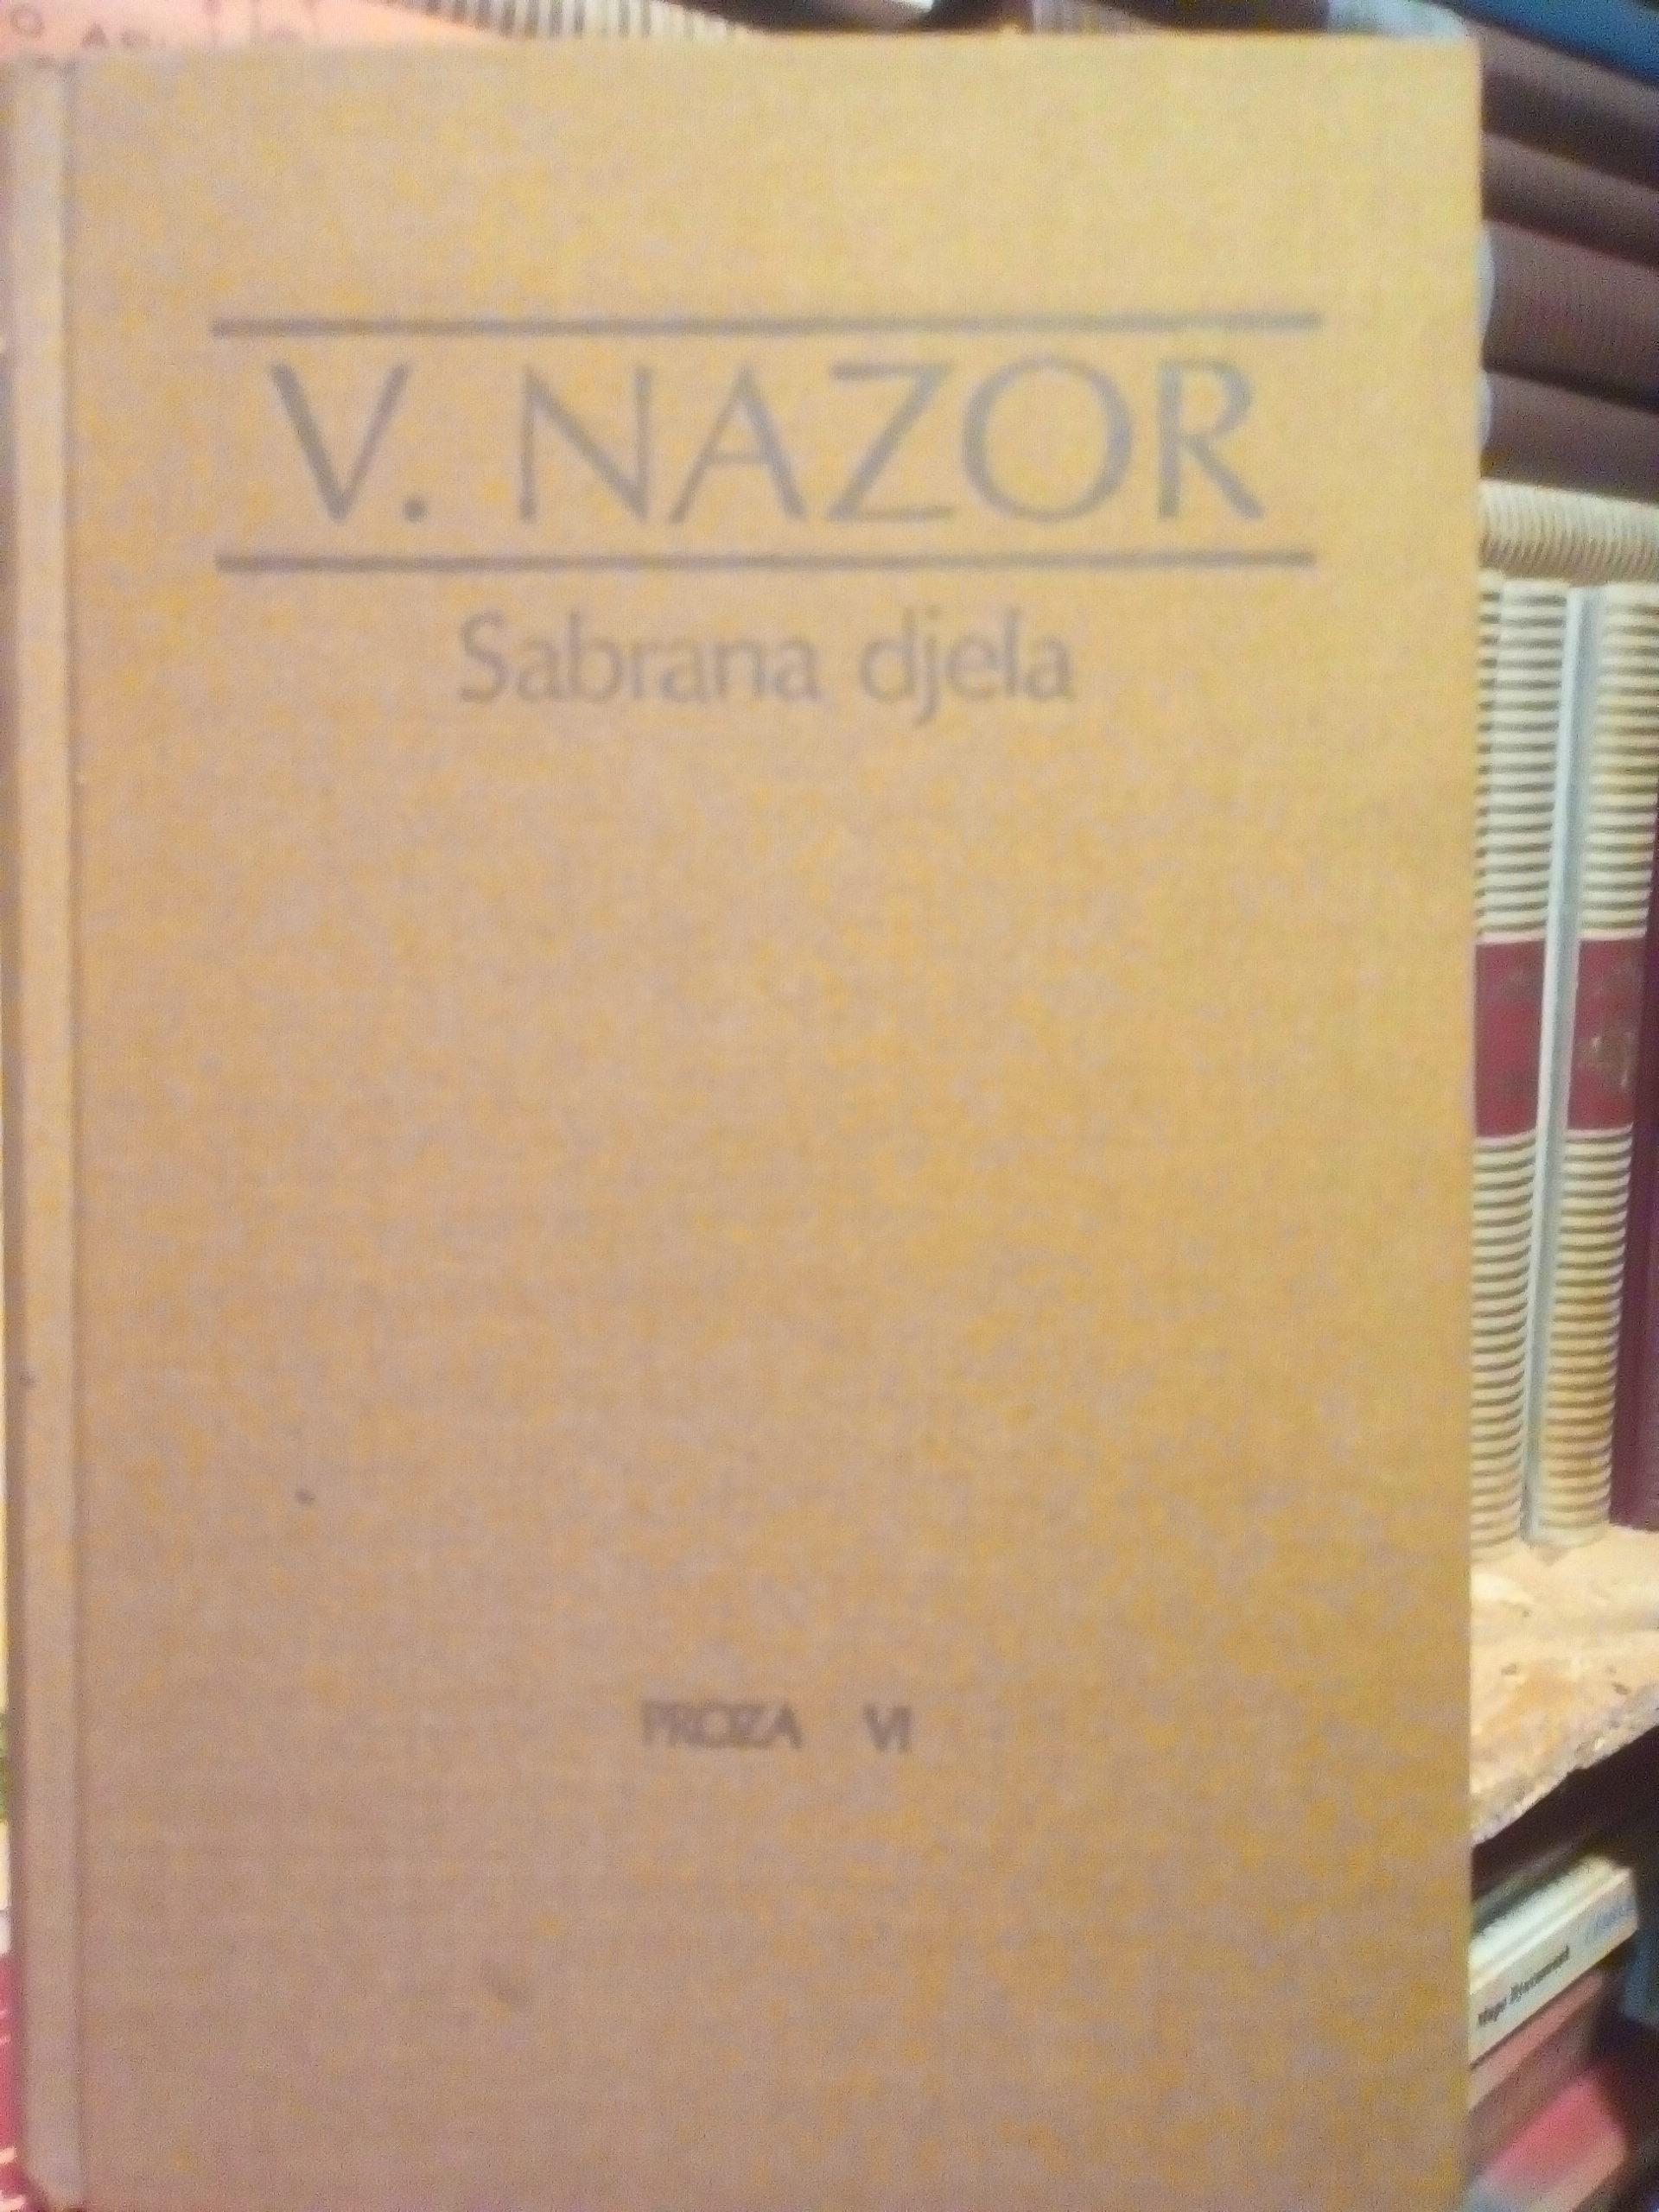 V. NAZOR
Sabrana djela
PROZA VI